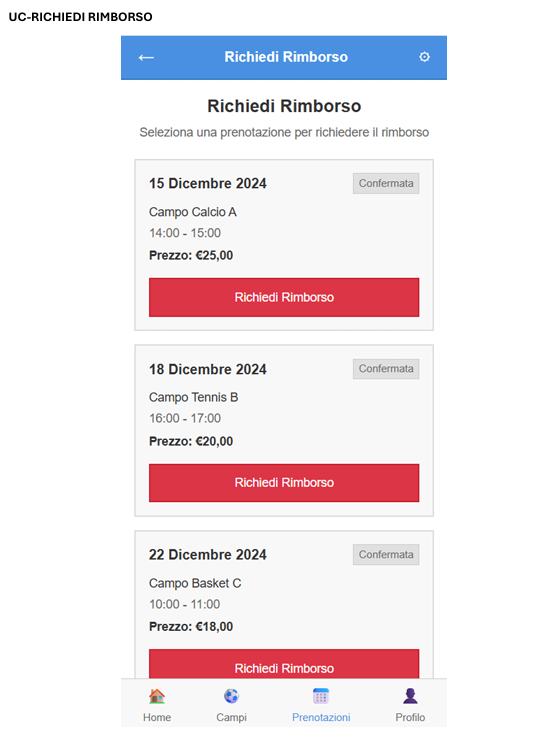 UC-RICHIEDI RIMBORSO
← Richiedi Rimborso
Richiedi Rimborso
Seleziona una prenotazione per richiedere il rimborso
15 Dicembre 2024 Confermata
Campo Calcio A
14:00 - 15:00
Prezzo: €25,00
Richiedi Rimborso
18 Dicembre 2024 Confermata
Campo Tennis B
16:00 - 17:00
Prezzo: €20,00
Richiedi Rimborso
22 Dicembre 2024 Confermata
Campo Basket C
10:00 - 11:00
Prezzo: €18,00
Richiedi Rimborso
Home Campi Prenotazioni Profilo